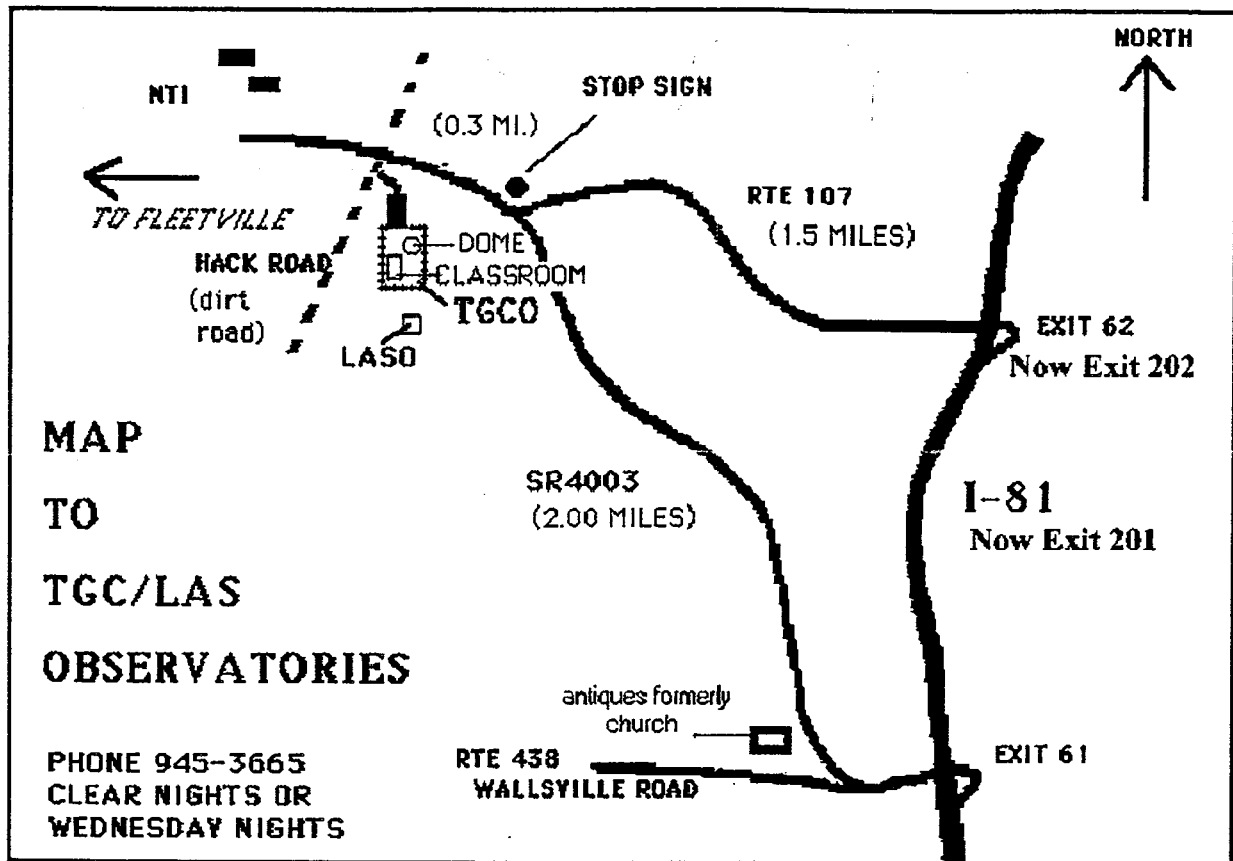 NORTH
NTI
STOP SIGN
(0.3 MI.)
RTE 107
(1.5 MILES)
TO FLEETVILLE
HACK ROAD
(dirt
road)
DOME
CLASSROOM
TGCO
LASO
EXIT 62
Now Exit 202
MAP
TO
TGC/LAS
OBSERVATORIES
SR4003
(2.00 MILES)
I-81
Now Exit 201
antiques formerly
church
RTE 438
WALLSVILLE ROAD
EXIT 61
PHONE 945-3665
CLEAR NIGHTS OR
WEDNESDAY NIGHTS